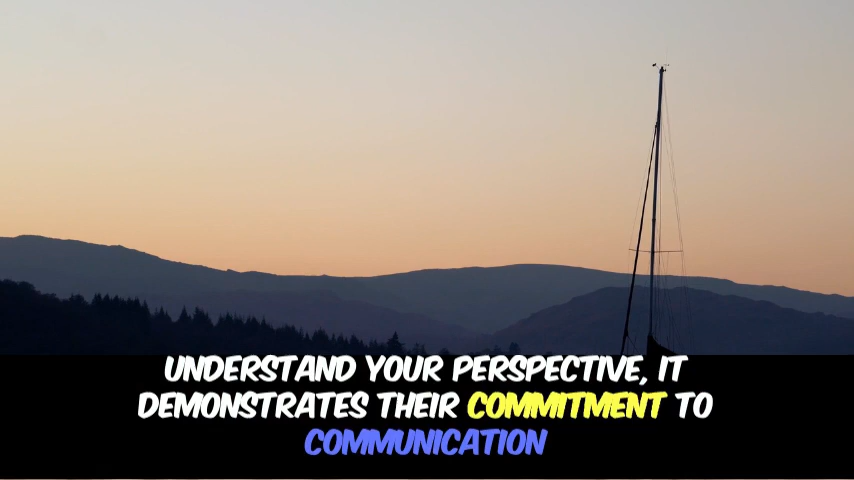 UNDERSTAND YOUR PERSPECTIVE, IT
DEMONSTRATES THEIR COMMITMENT TO
COMMUNICATION